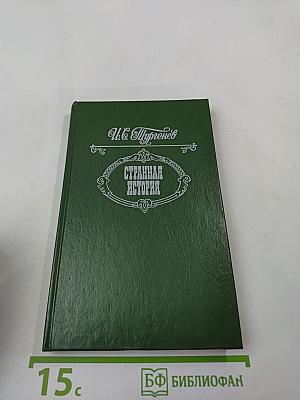 И.С. Тургенев
СТРАННАЯ
ИСТОРИЯ
15с
БФ БИБЛИОФАН